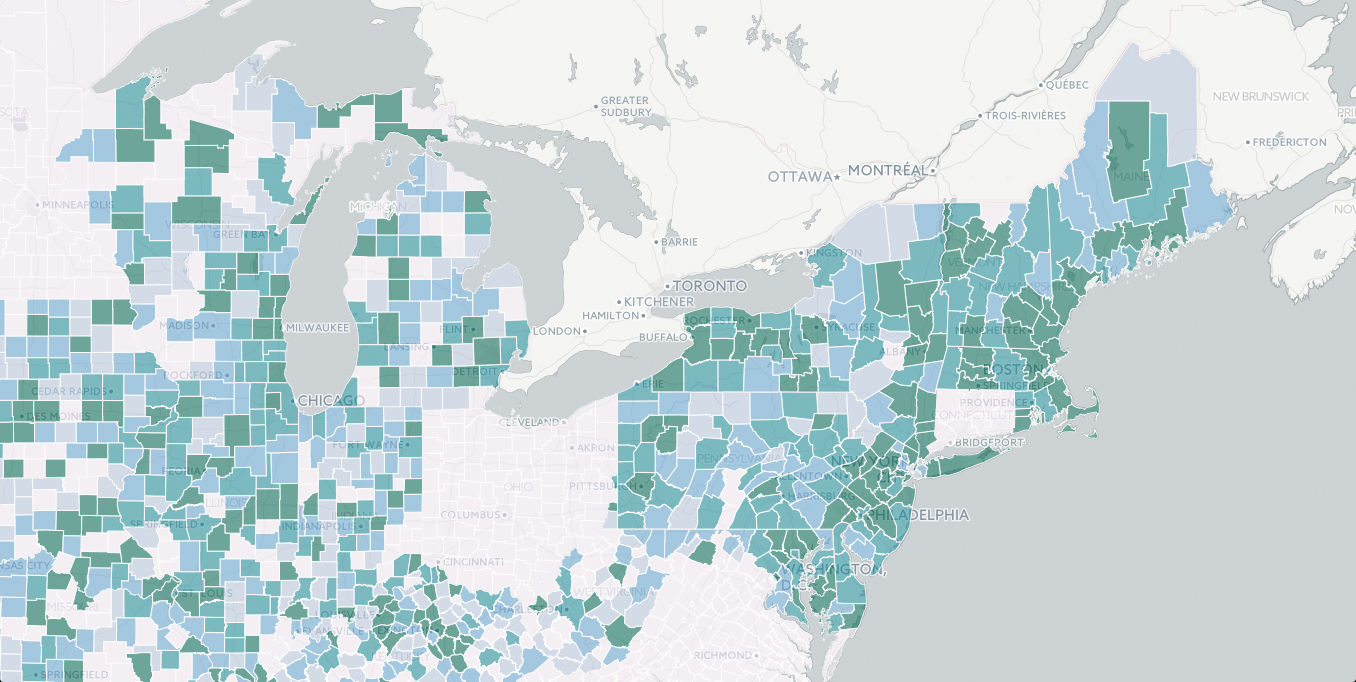 QUÉBEC
NEW BRUNSWICK
GREATER
SUDBURY
TROIS-RIVIÈRES
FREDERICTON
OTTAWA
MONTRÉAL
MAINE
MINNEAPOLIS
MICHIGAN
WISCONSIN
GREEN BAY
BARRIE
KINGSTON
VERMONT
TORONTO
NEW HAMPSHIRE
KITCHENER
HAMILTON
ROCHESTER
MADISON
MILWAUKEE
FLINT
LONDON
BUFFALO
SYRACUSE
MANCHESTER
LANSING
ALBANY
ROCKFORD
DETROIT
BOSTON
ERIE
SPRINGFIELD
CEDAR RAPIDS
CHICAGO
PROVIDENCE
DES MOINES
CONNECTICUT
CLEVELAND
FORT WAYNE
AKRON
BRIDGEPORT
PENNSYLVANIA
NEW YORK
PEORIA
ALLENTOWN
OHIO
PITTSBURGH
HARRISBURG
ILLINOIS
COLUMBUS
PHILADELPHIA
SPRINGFIELD
INDIANAPOLIS
CINCINNATI
KANSAS CITY
WASHINGTON,
D.C.
WEST VIRGINIA
ST. LOUIS
MISSOURI
CHARLESTON
LOUISVILLE
EVANSVILLE
LEXINGTON
RICHMOND
SPRINGFIELD